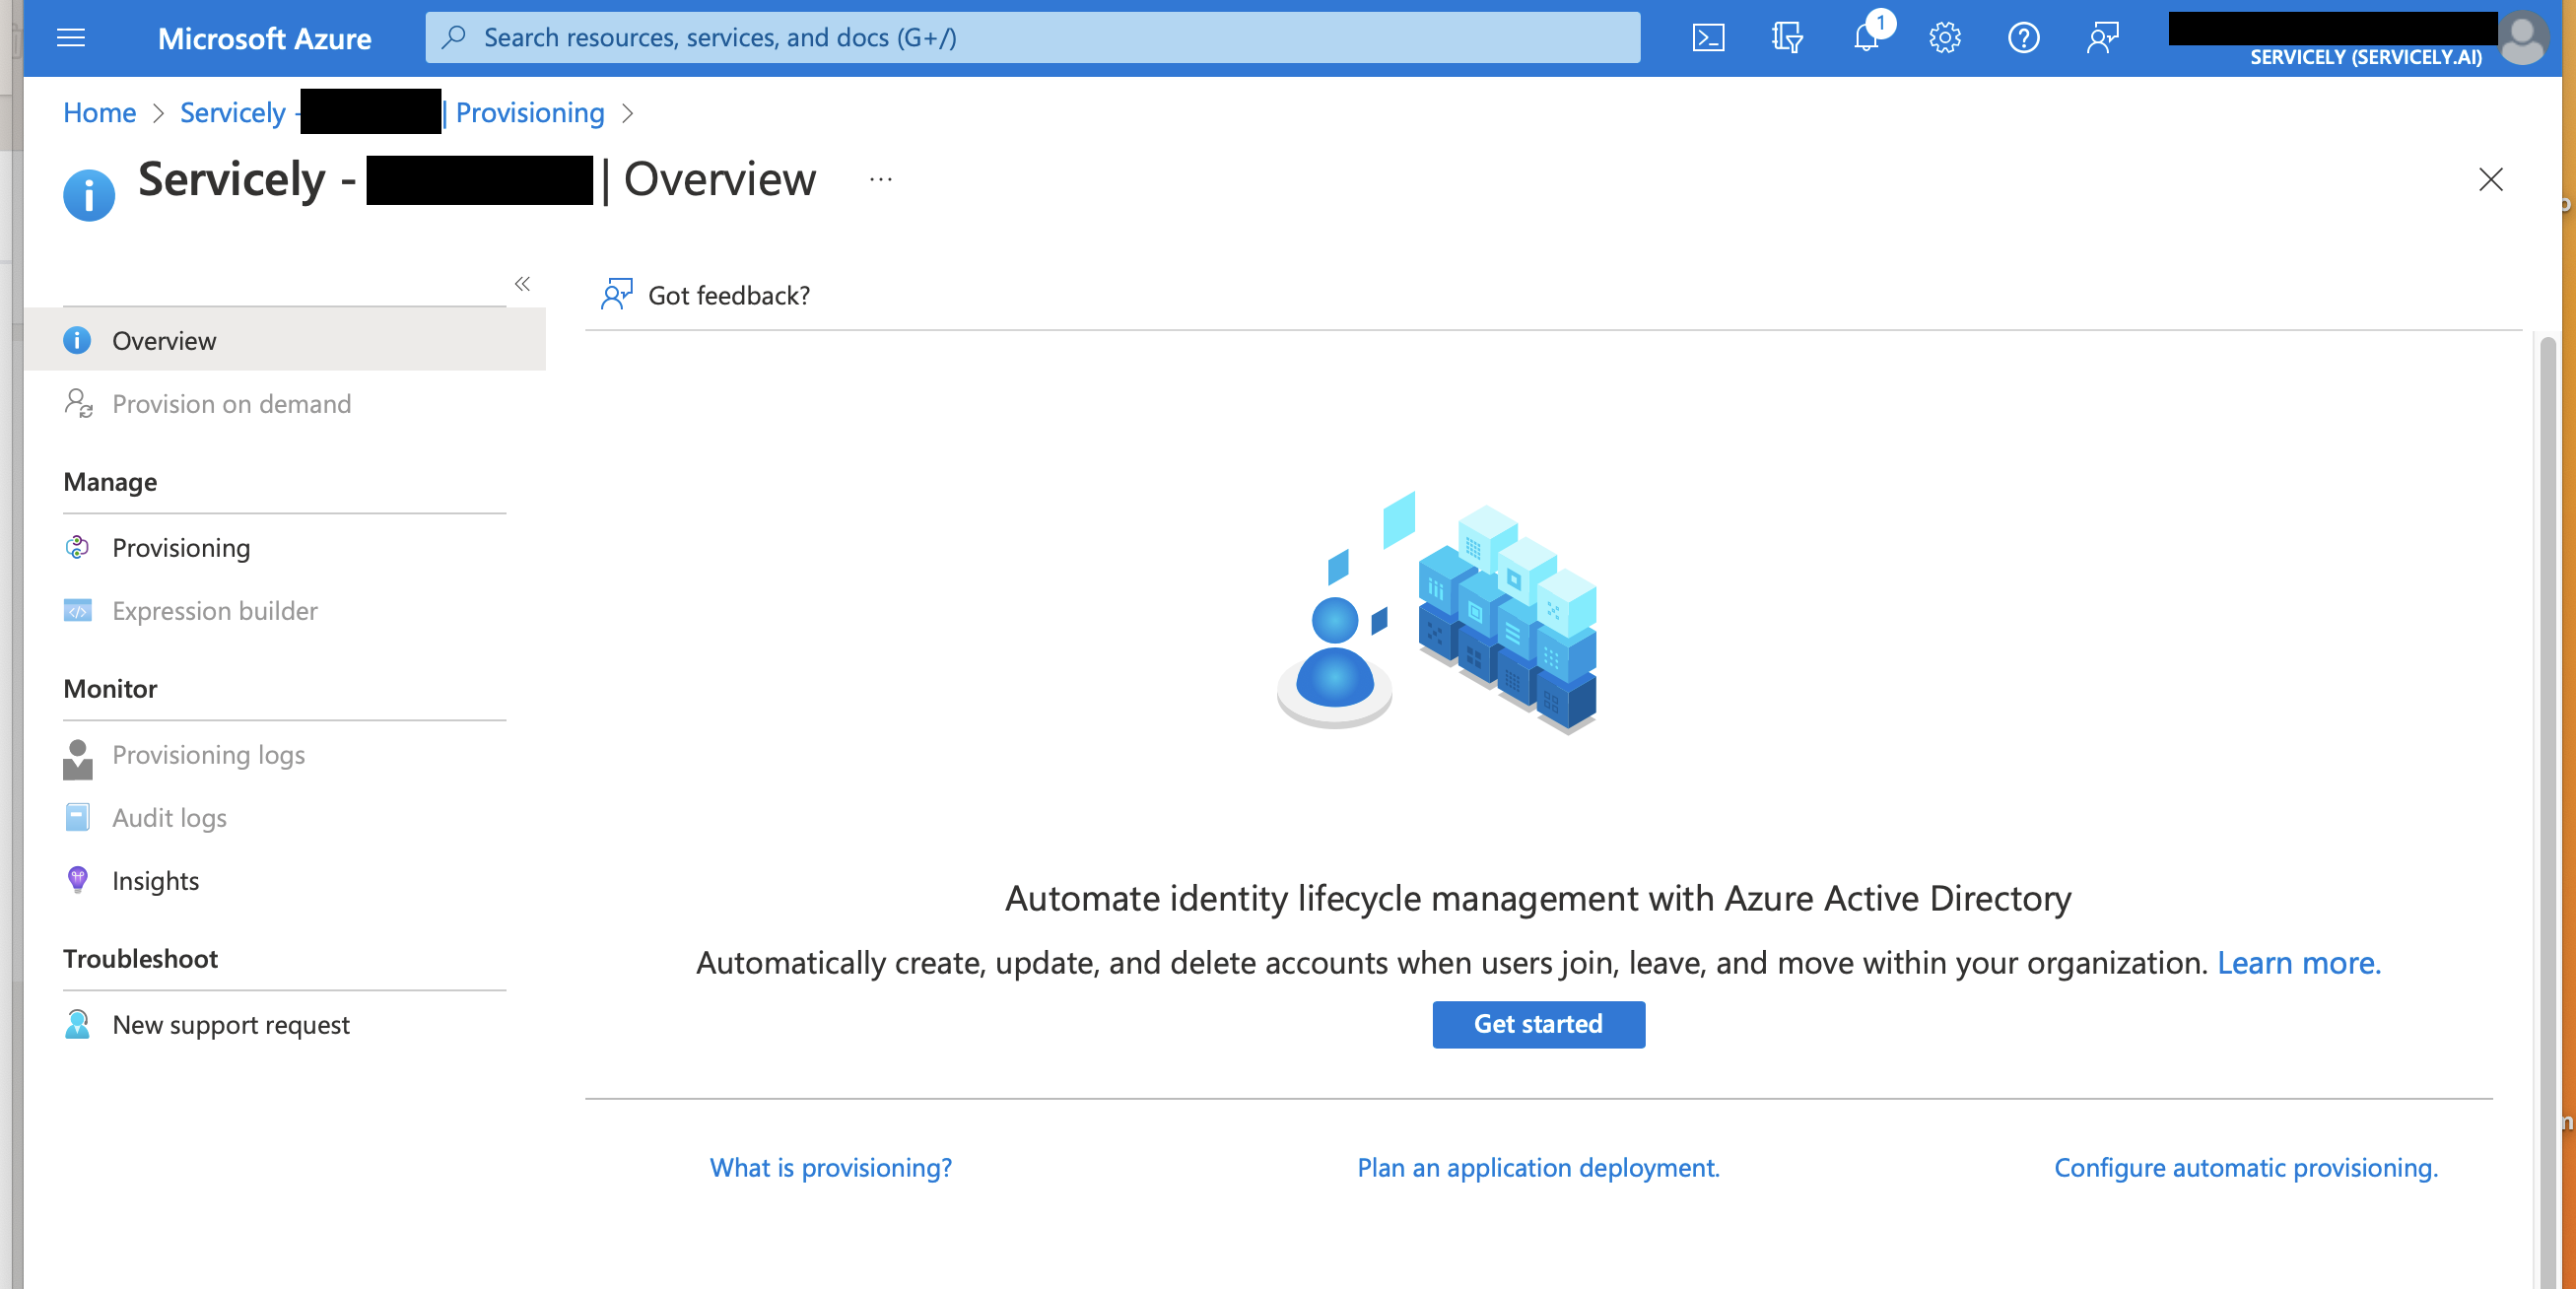 Microsoft Azure
Search resources, services, and docs (G+/)
1
SERVICELY (SERVICELY.AI)
Home > Servicely - | Provisioning >
Servicely - | Overview ...
Got feedback?
Overview
Provision on demand
Manage
Provisioning
Expression builder
Monitor
Provisioning logs
Audit logs
Insights
Troubleshoot
New support request
Automate identity lifecycle management with Azure Active Directory
Automatically create, update, and delete accounts when users join, leave, and move within your organization. Learn more.
Get started
What is provisioning?
Plan an application deployment.
Configure automatic provisioning.